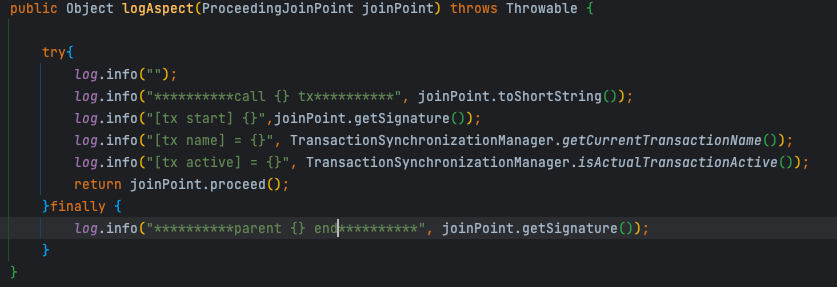 public Object logAspect(ProceedingJoinPoint joinPoint) throws Throwable {
try{
log.info("");
log.info("**********call {} tx**********", joinPoint.toShortString());
log.info("[tx start] {}",joinPoint.getSignature());
log.info("[tx name] = {}", TransactionSynchronizationManager.getCurrentTransactionName());
log.info("[tx active] = {}", TransactionSynchronizationManager.isActualTransactionActive());
return joinPoint.proceed();
}finally {
log.info("**********parent {} end**********", joinPoint.getSignature());
}
}